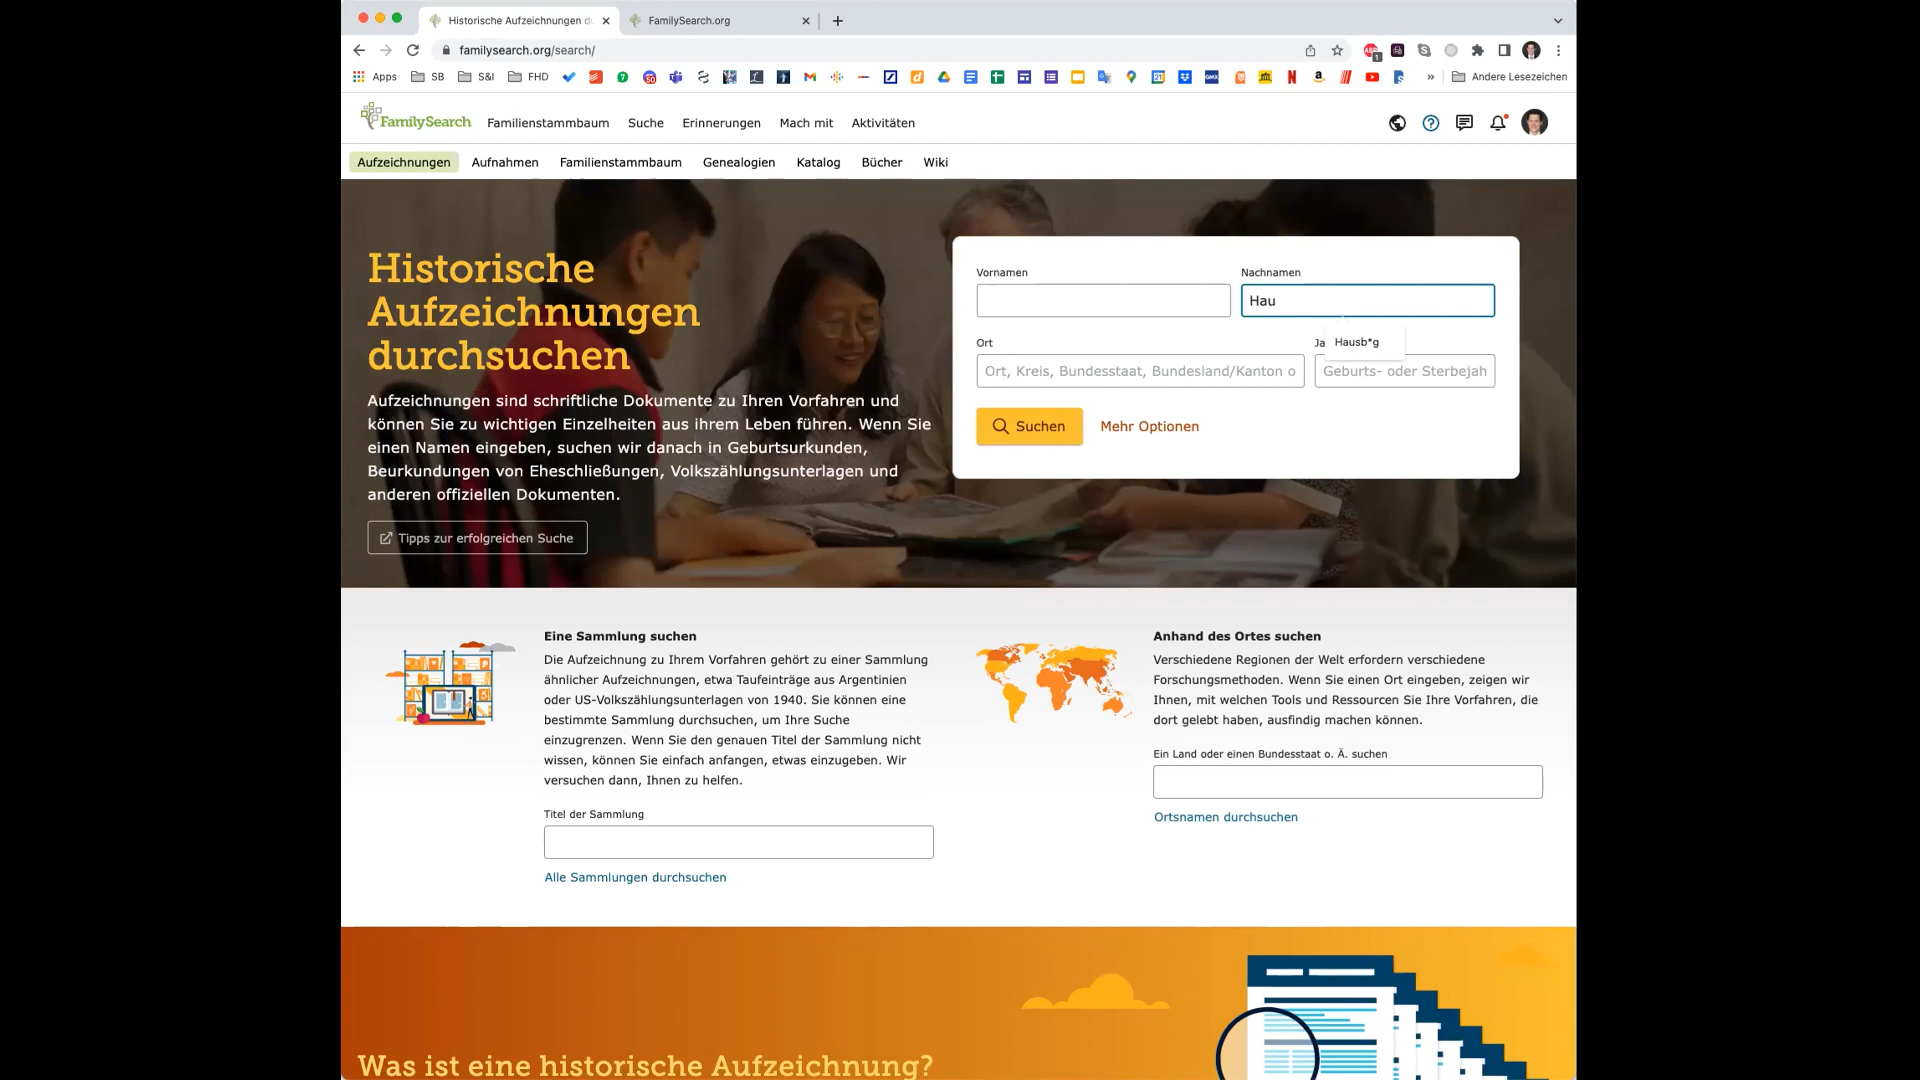 Historische Aufzeichnungen d
FamilySearch.org
familysearch.org/search/
Apps SB S&I FHD Andere Lesezeichen
FamilySearch Familienstammbaum Suche Erinnerungen Mach mit Aktivitäten
Aufzeichnungen Aufnahmen Familienstammbaum Genealogien Katalog Bücher Wiki
Historische
Aufzeichnungen
durchsuchen
Aufzeichnungen sind schriftliche Dokumente zu Ihren Vorfahren und
können Sie zu wichtigen Einzelheiten aus ihrem Leben führen. Wenn Sie
einen Namen eingeben, suchen wir danach in Geburtsurkunden,
Beurkundungen von Eheschließungen, Volkszählungsunterlagen und
anderen offiziellen Dokumenten.
Tipps zur erfolgreichen Suche
Vornamen Nachnamen
Hau
Hausb*g
Ort Ja
Ort, Kreis, Bundesstaat, Bundesland/Kanton o Geburts- oder Sterbejah
Suchen Mehr Optionen
Eine Sammlung suchen
Die Aufzeichnung zu Ihrem Vorfahren gehört zu einer Sammlung
ähnlicher Aufzeichnungen, etwa Taufeinträge aus Argentinien
oder US-Volkszählungsunterlagen von 1940. Sie können eine
bestimmte Sammlung durchsuchen, um Ihre Suche
einzugrenzen. Wenn Sie den genauen Titel der Sammlung nicht
wissen, können Sie einfach anfangen, etwas einzugeben. Wir
versuchen dann, Ihnen zu helfen.
Titel der Sammlung
Alle Sammlungen durchsuchen
Anhand des Ortes suchen
Verschiedene Regionen der Welt erfordern verschiedene
Forschungsmethoden. Wenn Sie einen Ort eingeben, zeigen wir
Ihnen, mit welchen Tools und Ressourcen Sie Ihre Vorfahren, die
dort gelebt haben, ausfindig machen können.
Ein Land oder einen Bundesstaat o. Ä. suchen
Ortsnamen durchsuchen
Was ist eine historische Aufzeichnung?